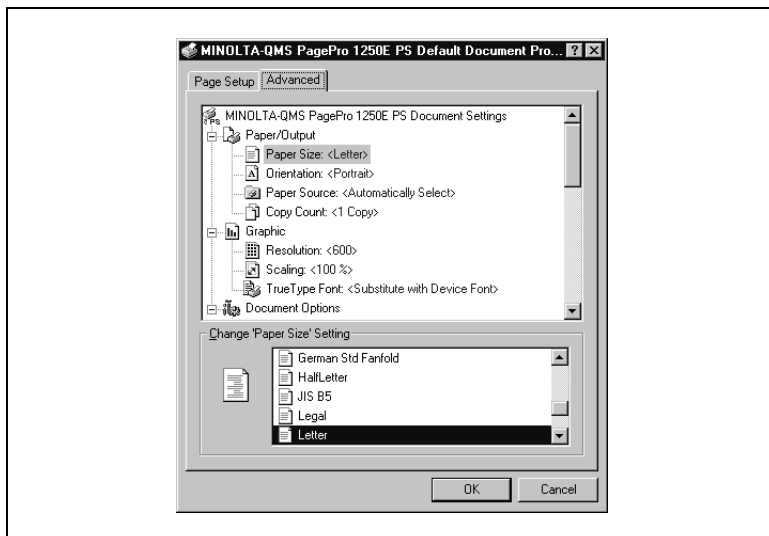 MINOLTA-QMS PagePro 1250E PS Default Document Pro...
Page Setup
Advanced
MINOLTA-QMS PagePro 1250E PS Document Settings
Paper/Output
Paper Size: <Letter>
Orientation: <Portrait>
Paper Source: <Automatically Select>
Copy Count: <1 Copy>
Graphic
Resolution: <600>
Scaling: <100 %>
TrueType Font: <Substitute with Device Font>
Document Options
Change 'Paper Size' Setting
German Std Fanfold
HalfLetter
JIS B5
Legal
Letter
OK
Cancel